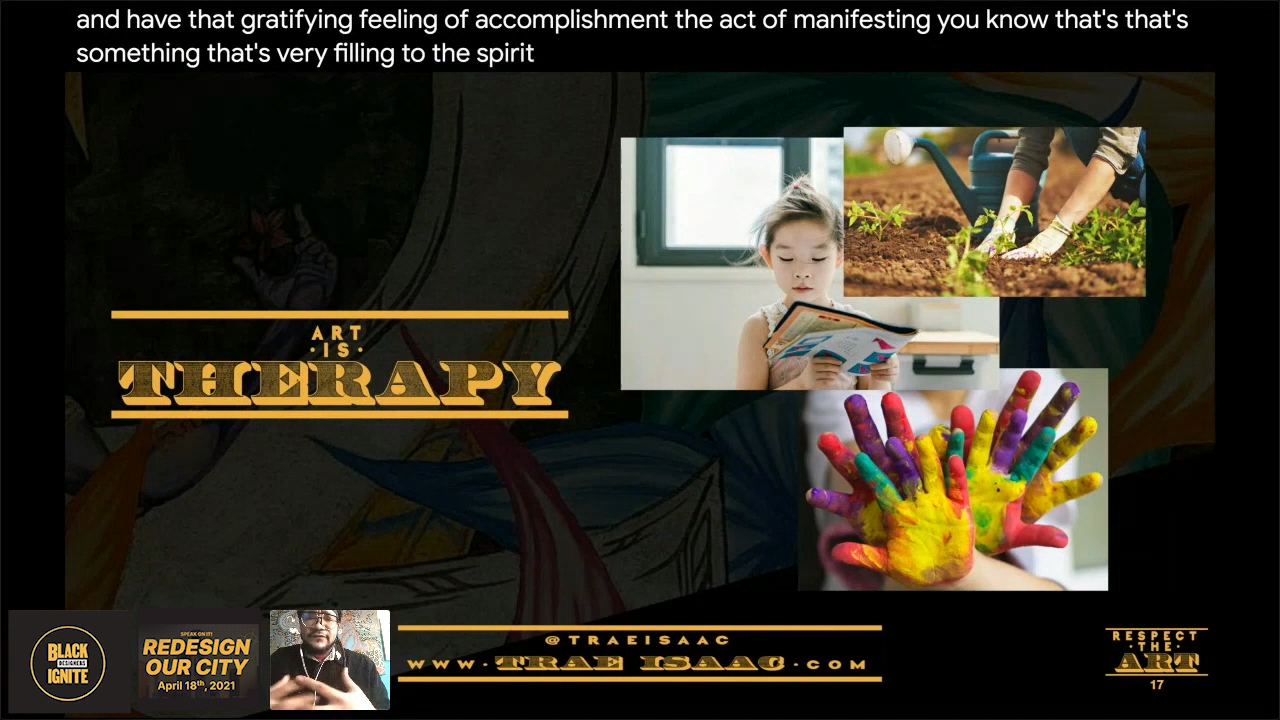 and have that gratifying feeling of accomplishment the act of manifesting you know that's that's
something that's very filling to the spirit
ART
·IS·
THERAPY
BLACK
DESIGNERS
IGNITE
SPEAK ON IT!
REDESIGN
OUR CITY
April 18th, 2021
@TRAEISAAC
WWW·TRAE ISAAC·COM
RESPECT
·THE·
ART
17